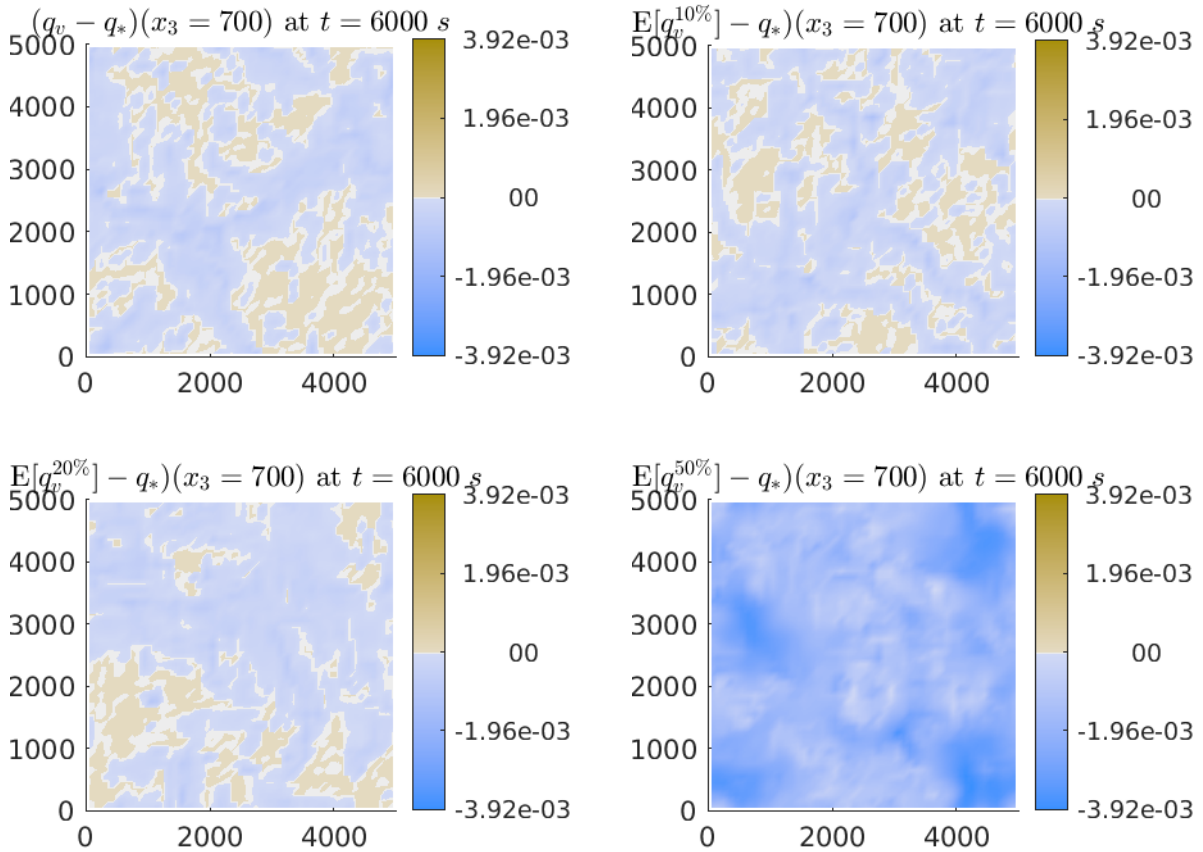 (q_v − q_*)(x_3 = 700) at t = 6000 s
E[q_v^{10%}] − q_*)(x_3 = 700) at t = 6000 s
5000
4000
3000
2000
1000
0
0 2000 4000
3.92e-03
1.96e-03
00
-1.96e-03
-3.92e-03
5000
4000
3000
2000
1000
0
0 2000 4000
3.92e-03
1.96e-03
00
-1.96e-03
-3.92e-03
E[q_v^{20%}] − q_*)(x_3 = 700) at t = 6000 s
E[q_v^{50%}] − q_*)(x_3 = 700) at t = 6000 s
5000
4000
3000
2000
1000
0
0 2000 4000
3.92e-03
1.96e-03
00
-1.96e-03
-3.92e-03
5000
4000
3000
2000
1000
0
0 2000 4000
3.92e-03
1.96e-03
00
-1.96e-03
-3.92e-03